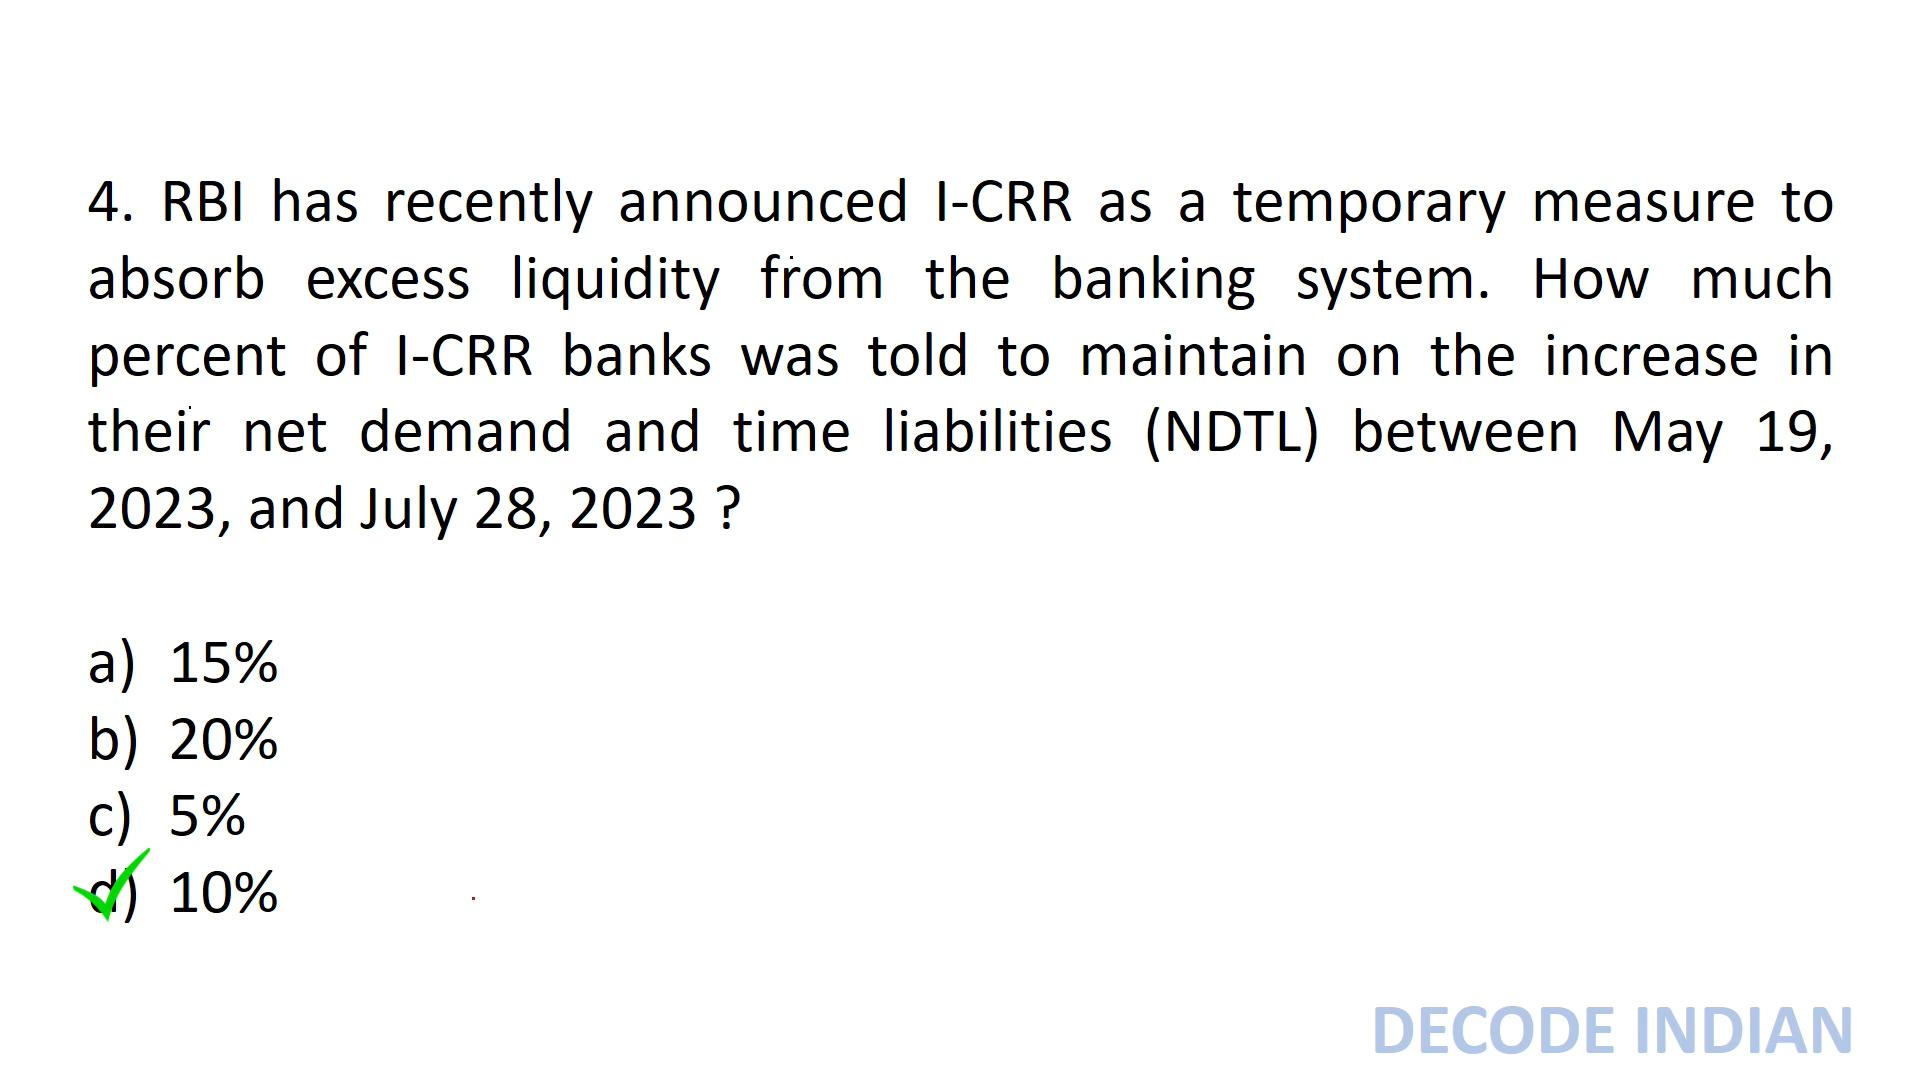 4. RBI has recently announced I-CRR as a temporary measure to
absorb excess liquidity from the banking system. How much
percent of I-CRR banks was told to maintain on the increase in
their net demand and time liabilities (NDTL) between May 19,
2023, and July 28, 2023 ?
a) 15%
b) 20%
c) 5%
d) 10%
DECODE INDIAN